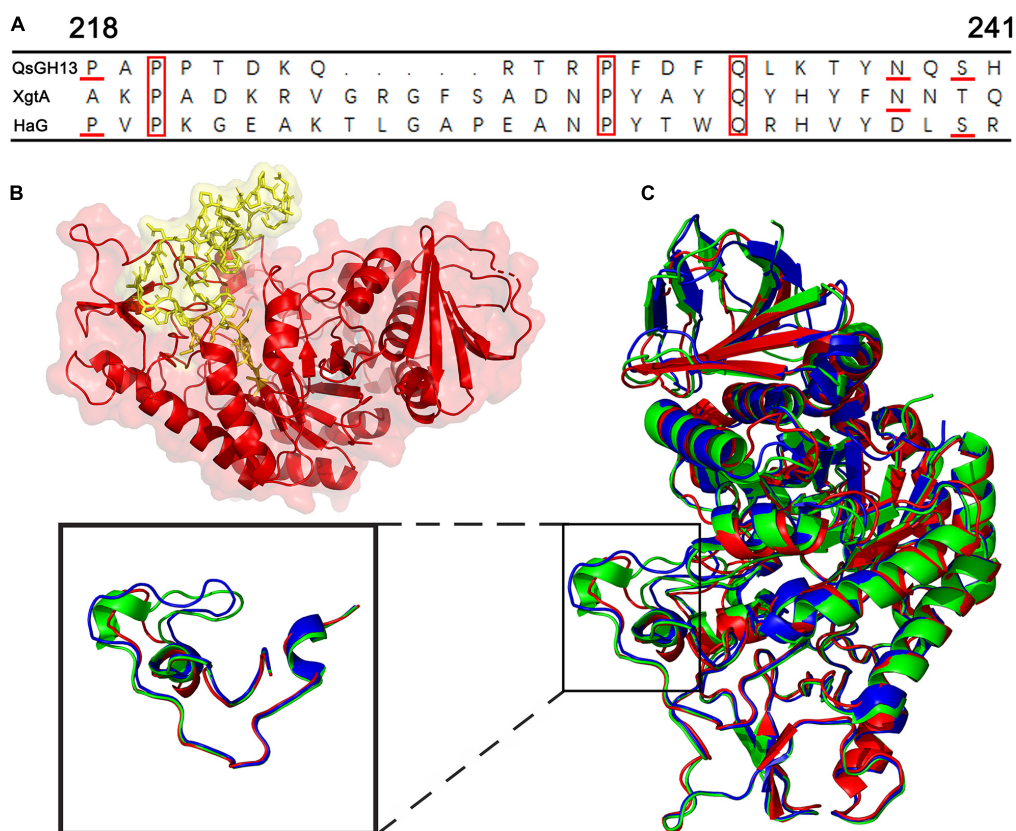 A 218 241
QsGH13 P A P P T D K Q . . . . . R T R P F D F Q L K T Y N Q S H
XgtA A K P A D K R V G R G F S A D N P Y A Y Q Y H Y F N N T Q
HaG P V P K G E A K T L G A P E A N P Y T W Q R H V Y D L S R
B C